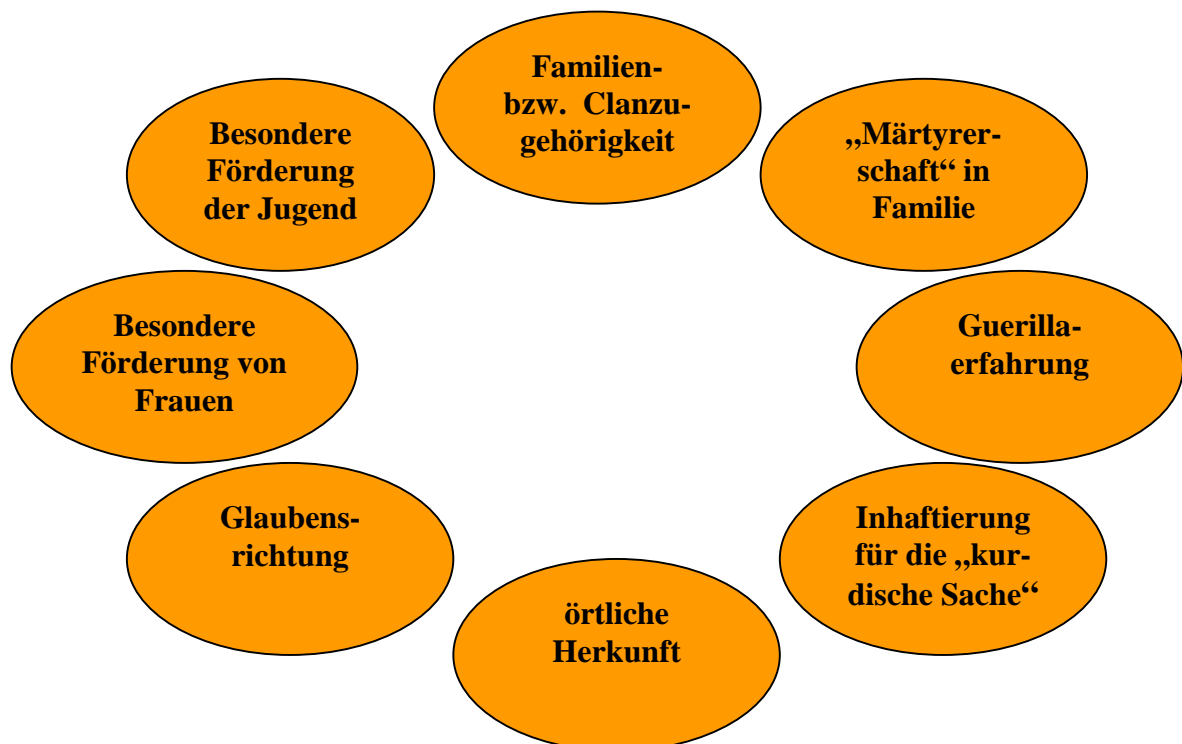 Familien-
bzw. Clanzu-
gehörigkeit
„Märtyrer-
schaft“ in
Familie
Guerilla-
erfahrung
Inhaftierung
für die „kur-
dische Sache“
örtliche
Herkunft
Glaubens-
richtung
Besondere
Förderung von
Frauen
Besondere
Förderung
der Jugend